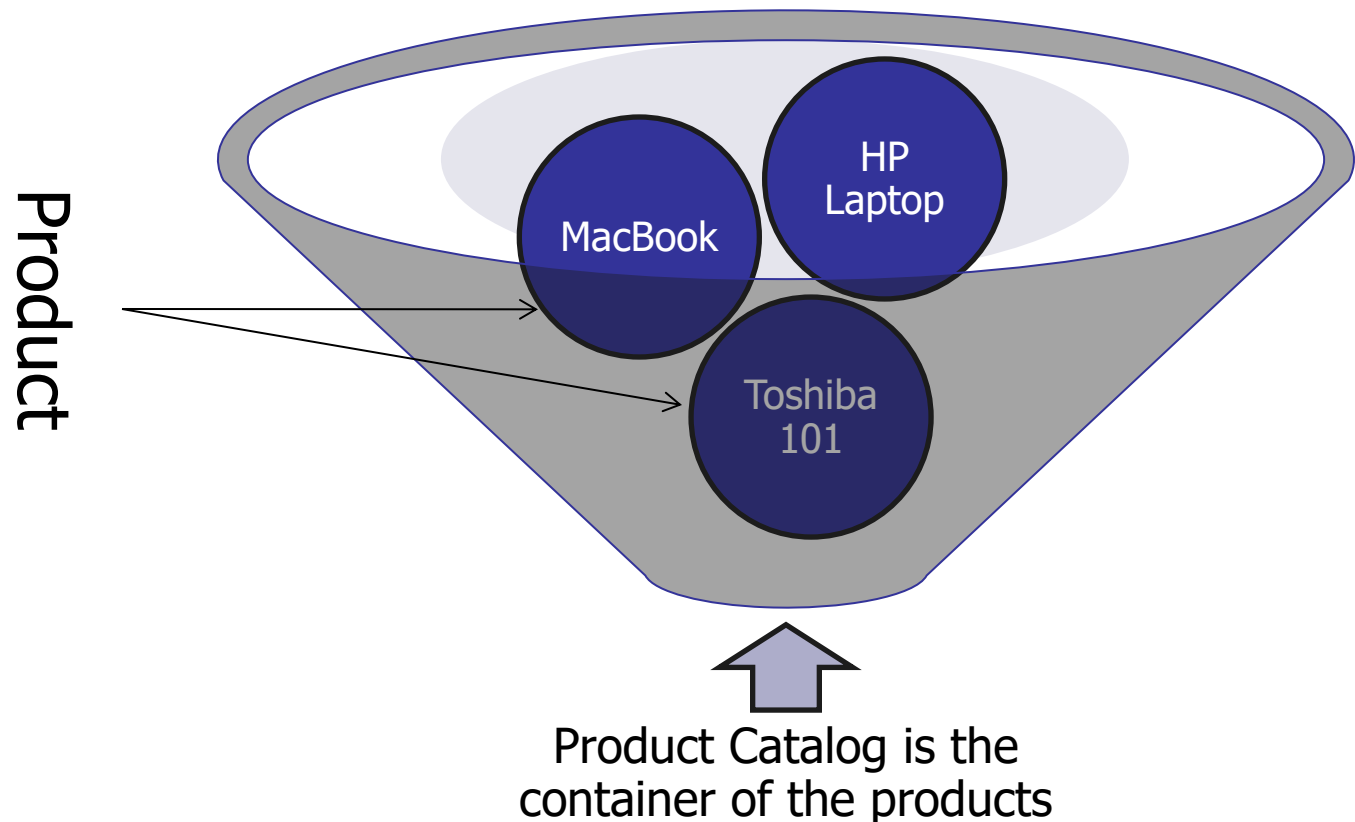 Product
HP
Laptop
MacBook
Toshiba
101
Product Catalog is the
container of the products